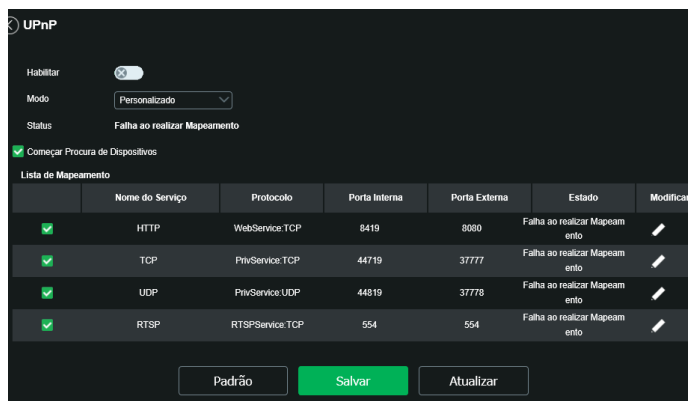 UPnP
Habilitar
Modo Personalizado
Status Falha ao realizar Mapeamento
Começar Procura de Dispositivos
Lista de Mapeamento
Nome do Serviço Protocolo Porta Interna Porta Externa Estado Modificar
HTTP WebService:TCP 8419 8080 Falha ao realizar Mapeam
ento
TCP PrivService:TCP 44719 37777 Falha ao realizar Mapeam
ento
UDP PrivService:UDP 44819 37778 Falha ao realizar Mapeam
ento
RTSP RTSPService:TCP 554 554 Falha ao realizar Mapeam
ento
Padrão Salvar Atualizar